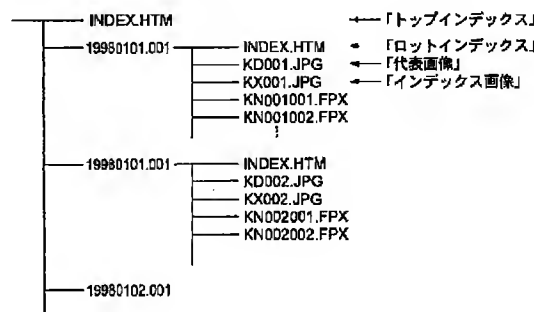 INDEX.HTM 「トップインデックス」
19980101.001 INDEX.HTM 「ロットインデックス」
KD001.JPG 「代表画像」
KX001.JPG 「インデックス画像」
KN001001.FPX
KN001002.FPX
19980101.001 INDEX.HTM
KD002.JPG
KX002.JPG
KN002001.FPX
KN002002.FPX
19980102.001